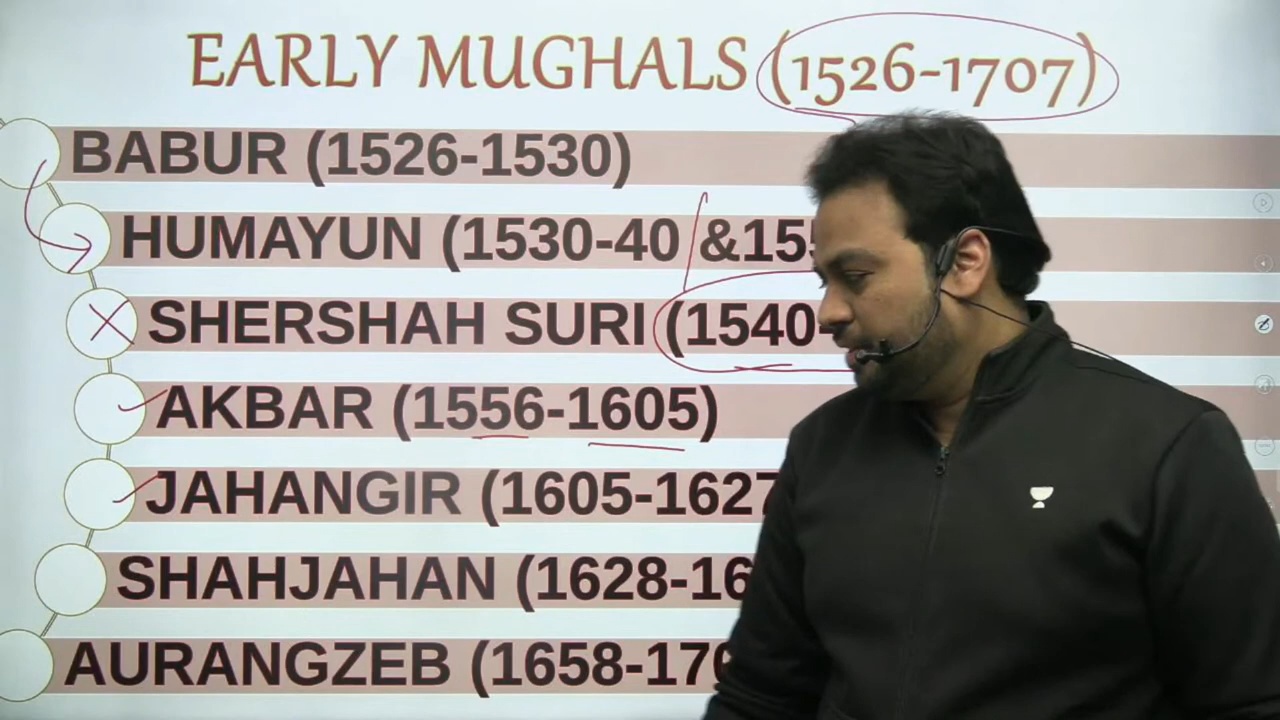 EARLY MUGHALS (1526-1707)
BABUR (1526-1530)
HUMAYUN (1530-40 &155
SHERSHAH SURI (1540-
AKBAR (1556-1605)
JAHANGIR (1605-1627
SHAHJAHAN (1628-16
AURANGZEB (1658-170